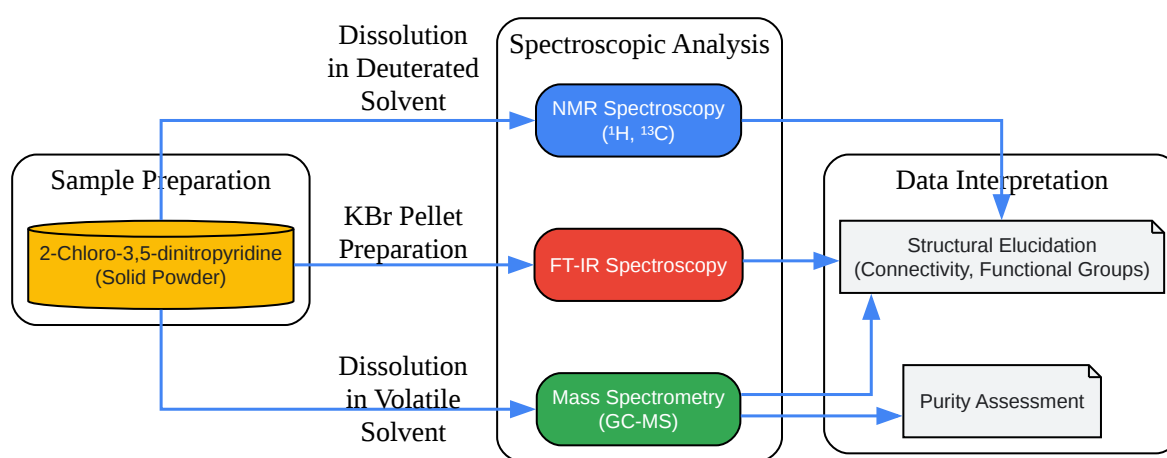 Dissolution
in Deuterated
Solvent
Spectroscopic Analysis
NMR Spectroscopy
(¹H, ¹³C)
Sample Preparation
2-Chloro-3,5-dinitropyridine
(Solid Powder)
KBr Pellet
Preparation
FT-IR Spectroscopy
Data Interpretation
Structural Elucidation
(Connectivity, Functional Groups)
Dissolution
in Volatile
Solvent
Mass Spectrometry
(GC-MS)
Purity Assessment